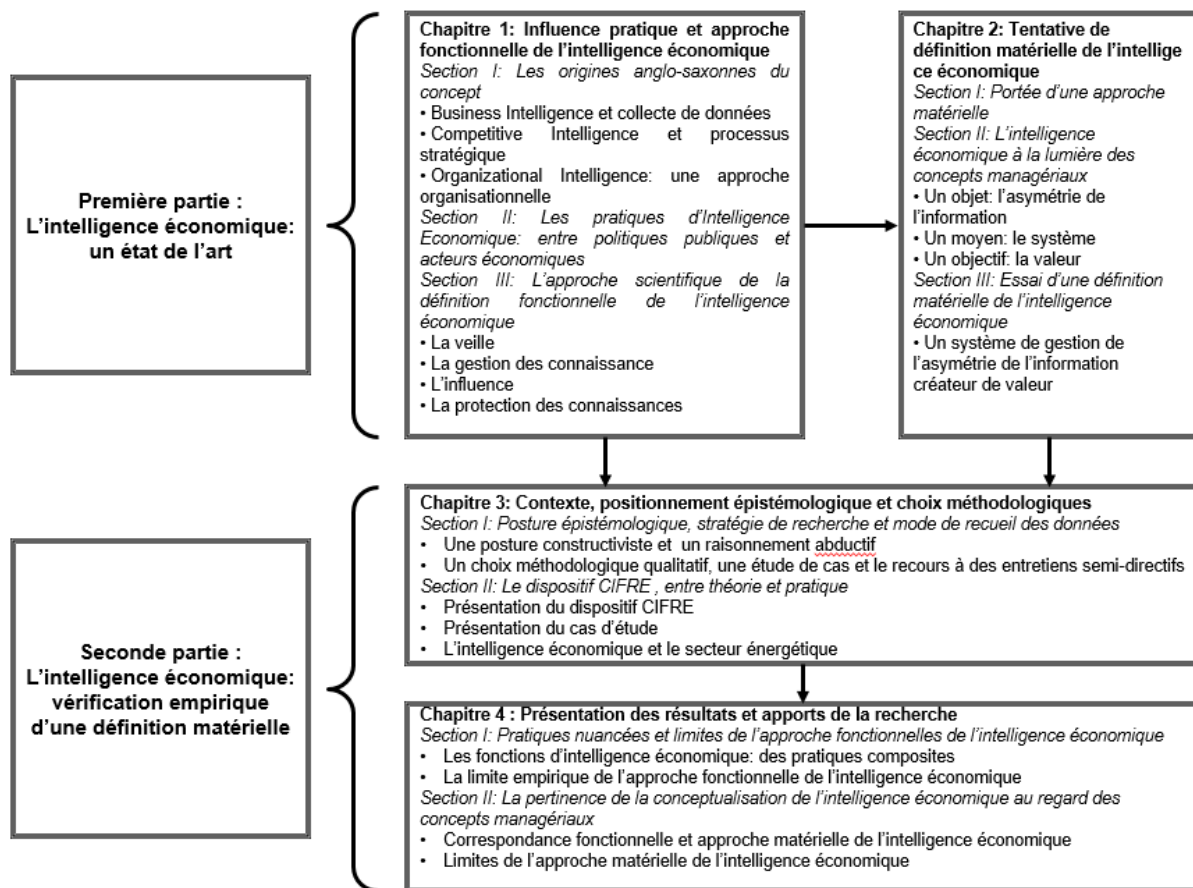 Première partie :
L'intelligence économique:
un état de l'art
Chapitre 1: Influence pratique et approche
fonctionnelle de l'intelligence économique
Section I: Les origines anglo-saxonnes du
concept
• Business Intelligence et collecte de données
• Competitive Intelligence et processus
stratégique
• Organizational Intelligence: une approche
organisationnelle
Section II: Les pratiques d'Intelligence
Economique: entre politiques publiques et
acteurs économiques
Section III: L'approche scientifique de la
définition fonctionnelle de l'intelligence
économique
• La veille
• La gestion des connaissance
• L'influence
• La protection des connaissances
Chapitre 2: Tentative de
définition matérielle de l'intellige
ce économique
Section I: Portée d'une approche
matérielle
Section II: L'intelligence
économique à la lumière des
concepts managériaux
• Un objet: l'asymétrie de
l'information
• Un moyen: le système
• Un objectif: la valeur
Section III: Essai d'une définition
matérielle de l'intelligence
économique
• Un système de gestion de
l'asymétrie de l'information
créateur de valeur
Seconde partie :
L'intelligence économique:
vérification empirique
d'une définition matérielle
Chapitre 3: Contexte, positionnement épistémologique et choix méthodologiques
Section I: Posture épistémologique, stratégie de recherche et mode de recueil des données
• Une posture constructiviste et un raisonnement abductif
• Un choix méthodologique qualitatif, une étude de cas et le recours à des entretiens semi-directifs
Section II: Le dispositif CIFRE , entre théorie et pratique
• Présentation du dispositif CIFRE
• Présentation du cas d'étude
• L'intelligence économique et le secteur énergétique
Chapitre 4 : Présentation des résultats et apports de la recherche
Section I: Pratiques nuancées et limites de l'approche fonctionnelles de l'intelligence économique
• Les fonctions d'intelligence économique: des pratiques composites
• La limite empirique de l'approche fonctionnelle de l'intelligence économique
Section II: La pertinence de la conceptualisation de l'intelligence économique au regard des
concepts managériaux
• Correspondance fonctionnelle et approche matérielle de l'intelligence économique
• Limites de l'approche matérielle de l'intelligence économique